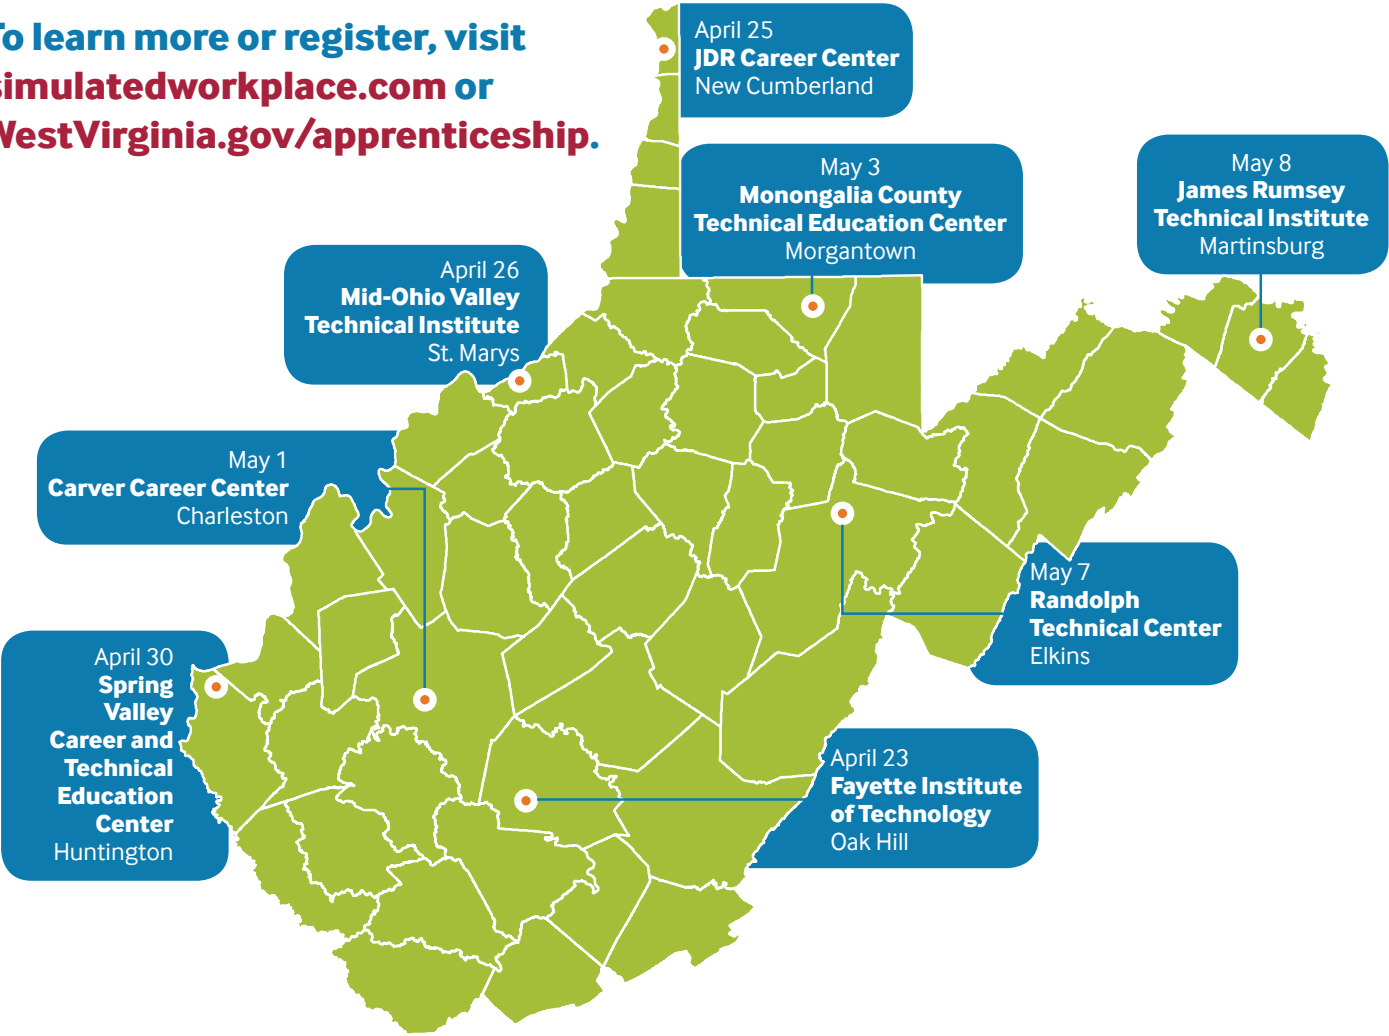 To learn more or register, visit
simulatedworkplace.com or
WestVirginia.gov/apprenticeship.
April 25
JDR Career Center
New Cumberland
May 3
Monongalia County
Technical Education Center
Morgantown
May 8
James Rumsey
Technical Institute
Martinsburg
April 26
Mid-Ohio Valley
Technical Institute
St. Marys
May 1
Carver Career Center
Charleston
May 7
Randolph
Technical Center
Elkins
April 30
Spring
Valley
Career and
Technical
Education
Center
Huntington
April 23
Fayette Institute
of Technology
Oak Hill